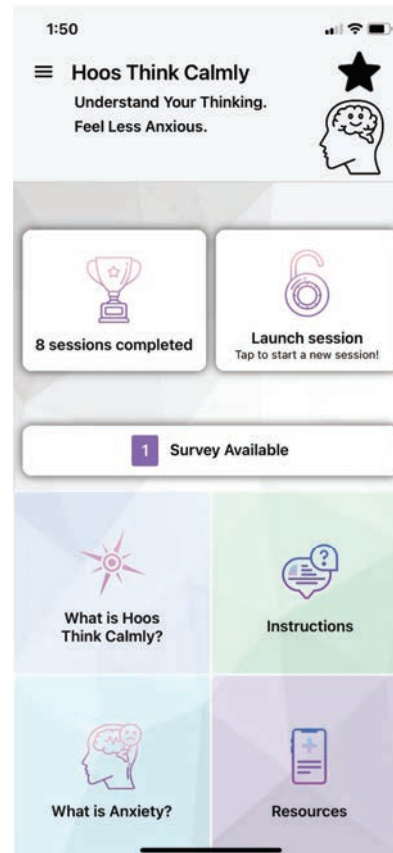 1:50
Hoos Think Calmly
Understand Your Thinking.
Feel Less Anxious.
8 sessions completed
Launch session
Tap to start a new session!
1 Survey Available
What is Hoos
Think Calmly?
?
Instructions
What is Anxiety?
Resources